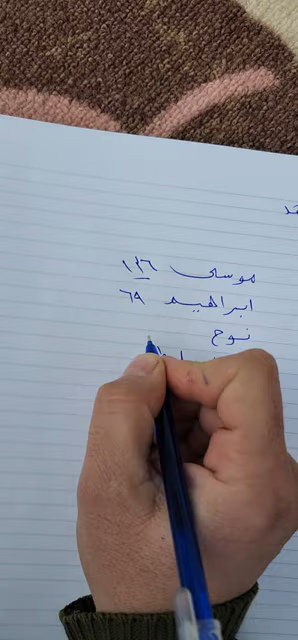 موسى ١٣٦
ابراهيم ٦٩
نوح